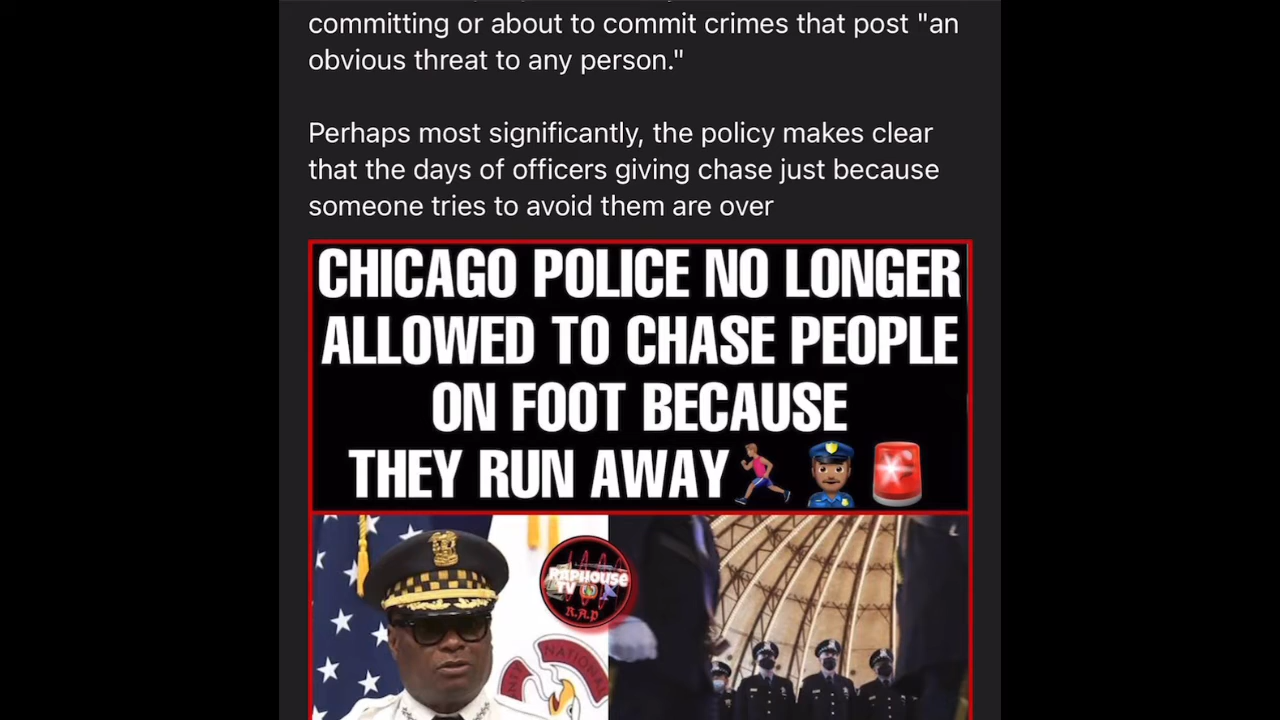 committing or about to commit crimes that post "an
obvious threat to any person."
Perhaps most significantly, the policy makes clear
that the days of officers giving chase just because
someone tries to avoid them are over
CHICAGO POLICE NO LONGER
ALLOWED TO CHASE PEOPLE
ON FOOT BECAUSE
THEY RUN AWAY
RAPHOUSE
TV
R.A.P
NATIONAL